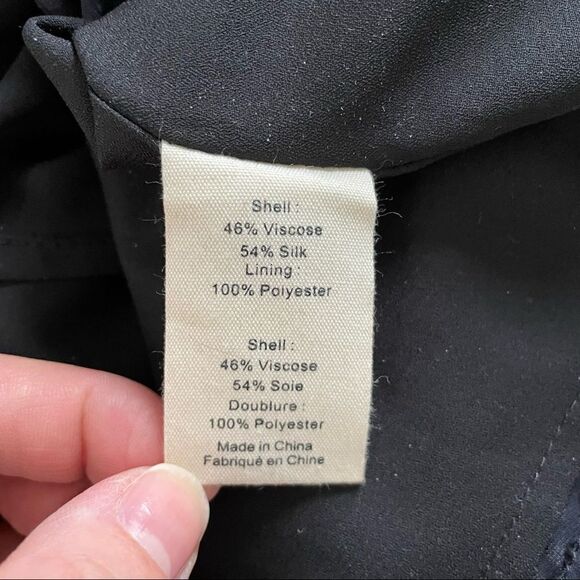 Shell :
46% Viscose
54% Silk
Lining :
100% Polyester
Shell :
46% Viscose
54% Soie
Doublure :
100% Polyester
Made in China
Fabriqué en Chine